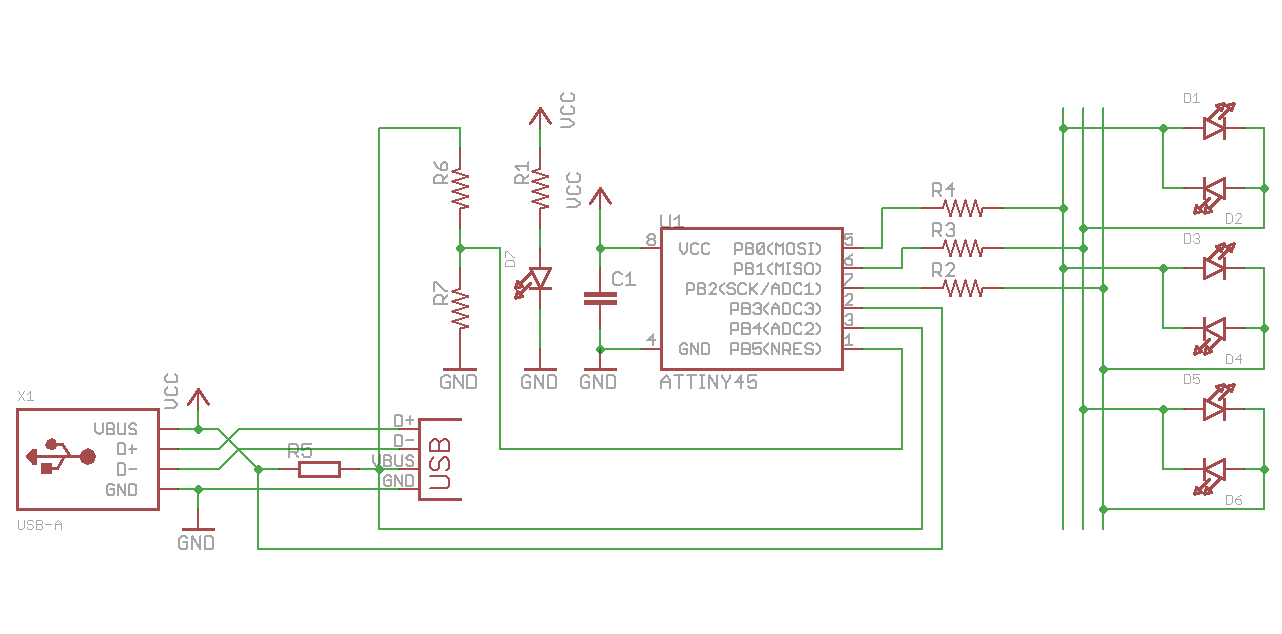 D1
D2
D3
D4
D5
D6
VCC
R6
R1
VCC
R4
R3
R2
U1
8
VCC
PB0(MOSI)
5
PB1(MISO)
6
PB2(SCK/ADC1)
7
PB3(ADC3)
2
PB4(ADC2)
3
4
GND
PB5(NRES)
1
ATTINY45
D7
C1
R7
GND
GND
GND
VCC
X1
VBUS
D+
D-
GND
USB-A
GND
R5
D+
D-
VBUS
GND
USB